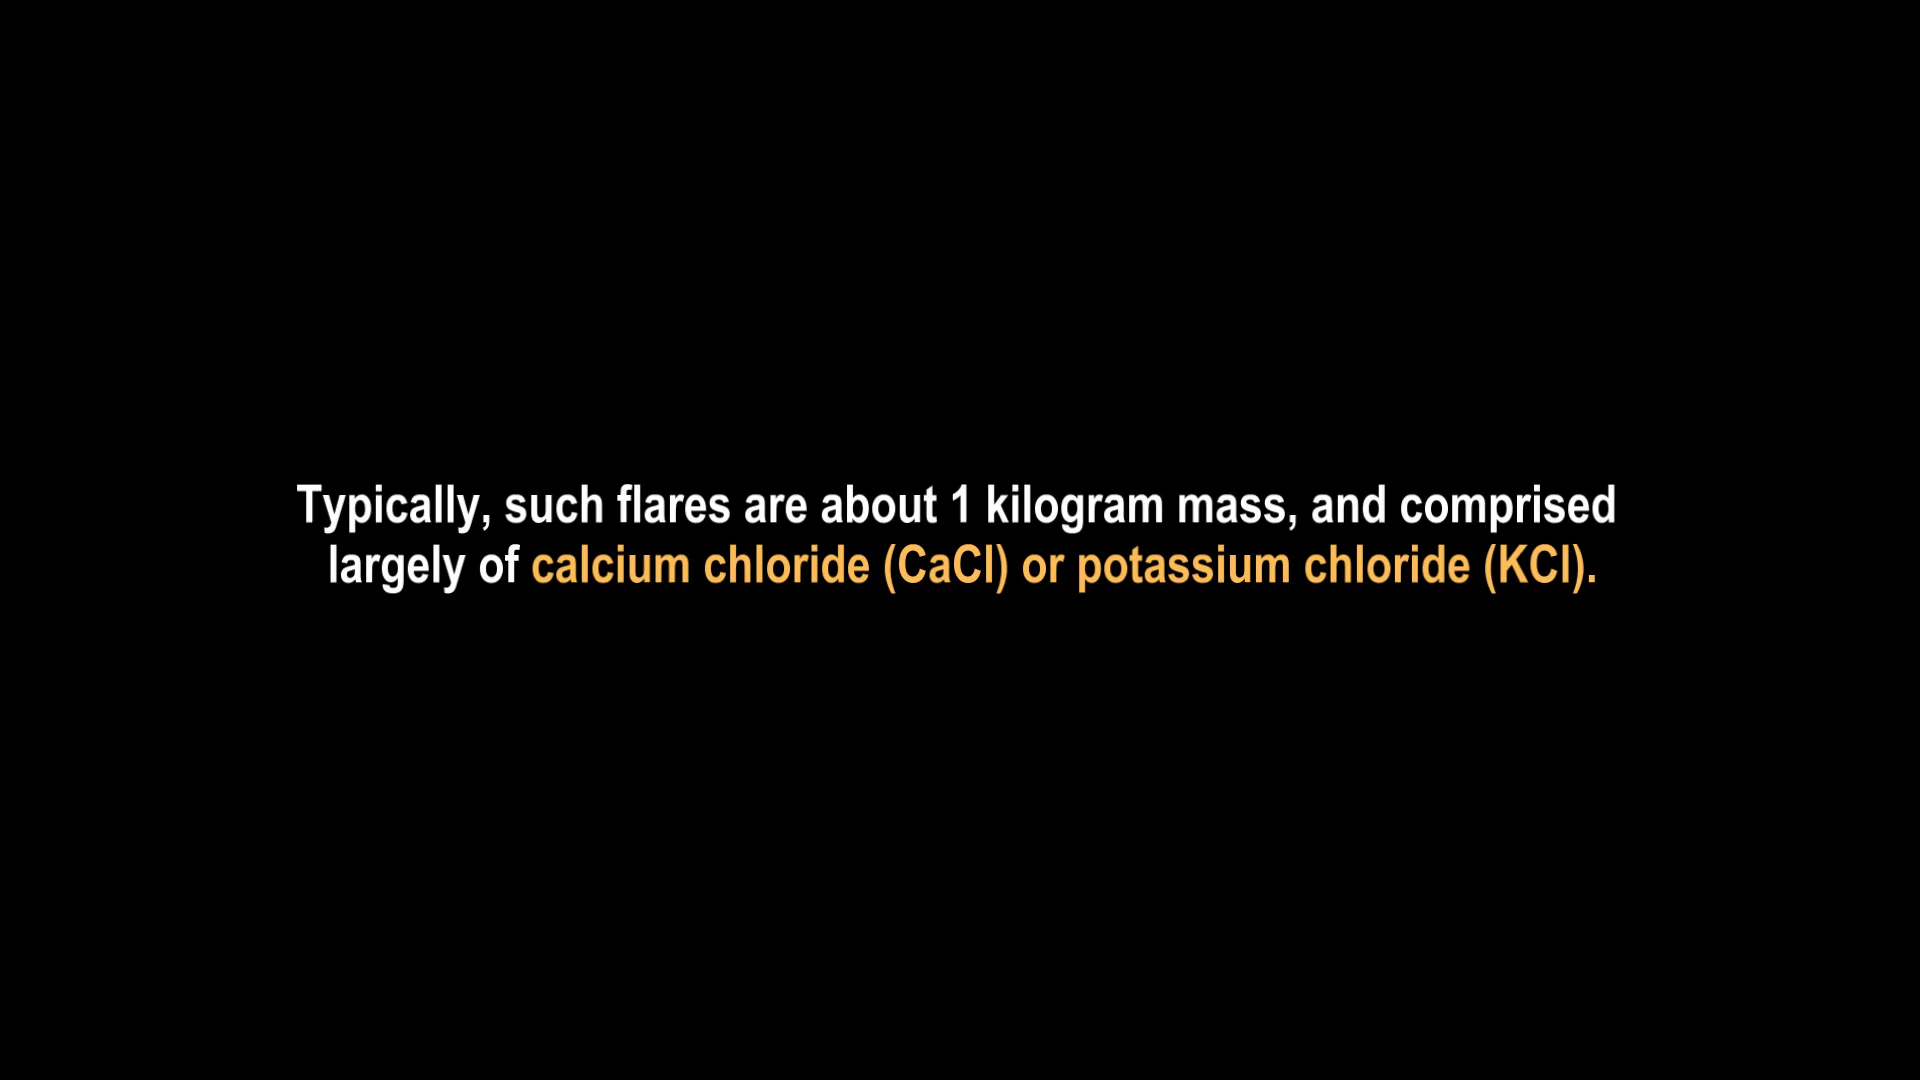 Typically, such flares are about 1 kilogram mass, and comprised
largely of calcium chloride (CaCl) or potassium chloride (KCl).